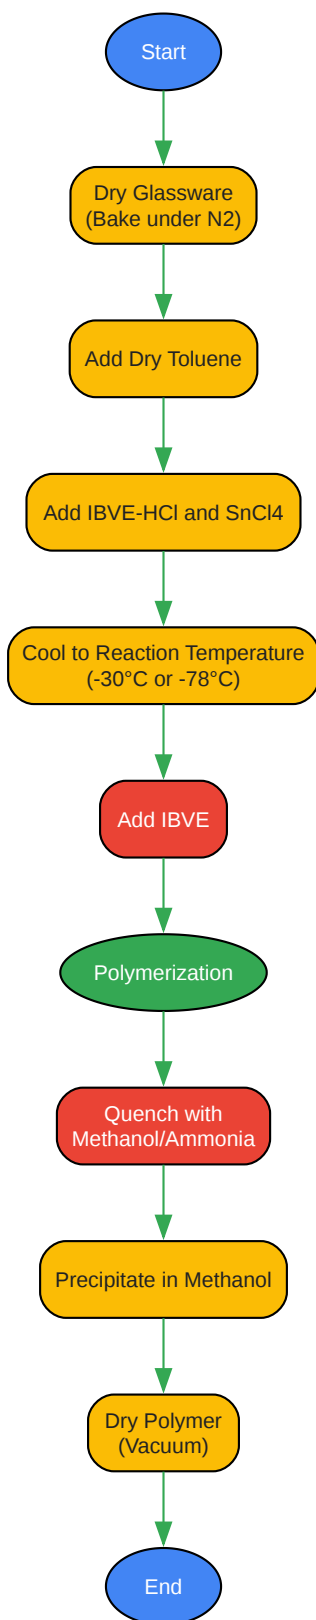 Start
Dry Glassware
(Bake under N2)
Add Dry Toluene
Add IBVE-HCl and SnCl4
Cool to Reaction Temperature
(-30°C or -78°C)
Add IBVE
Polymerization
Quench with
Methanol/Ammonia
Precipitate in Methanol
Dry Polymer
(Vacuum)
End